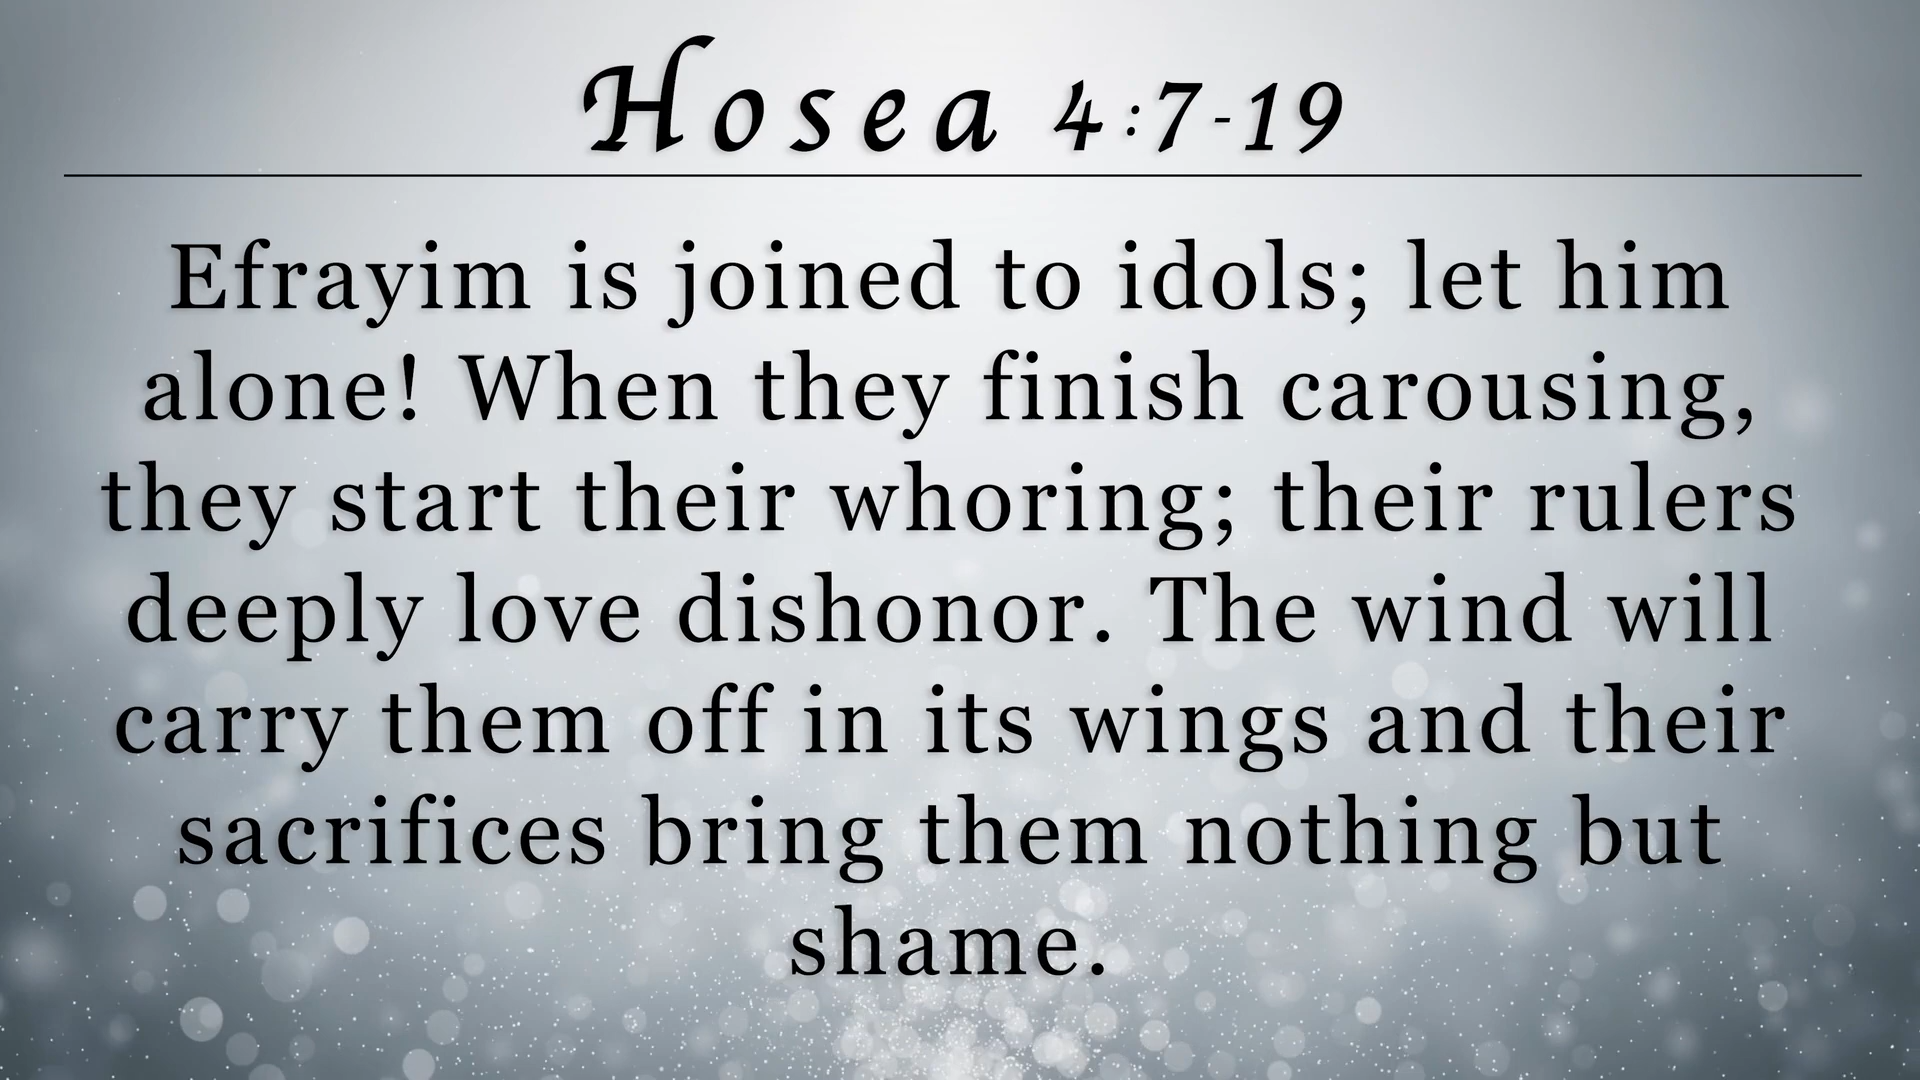 Hosea 4:7-19
Efrayim is joined to idols; let him
alone! When they finish carousing,
they start their whoring; their rulers
deeply love dishonor. The wind will
carry them off in its wings and their
sacrifices bring them nothing but
shame.